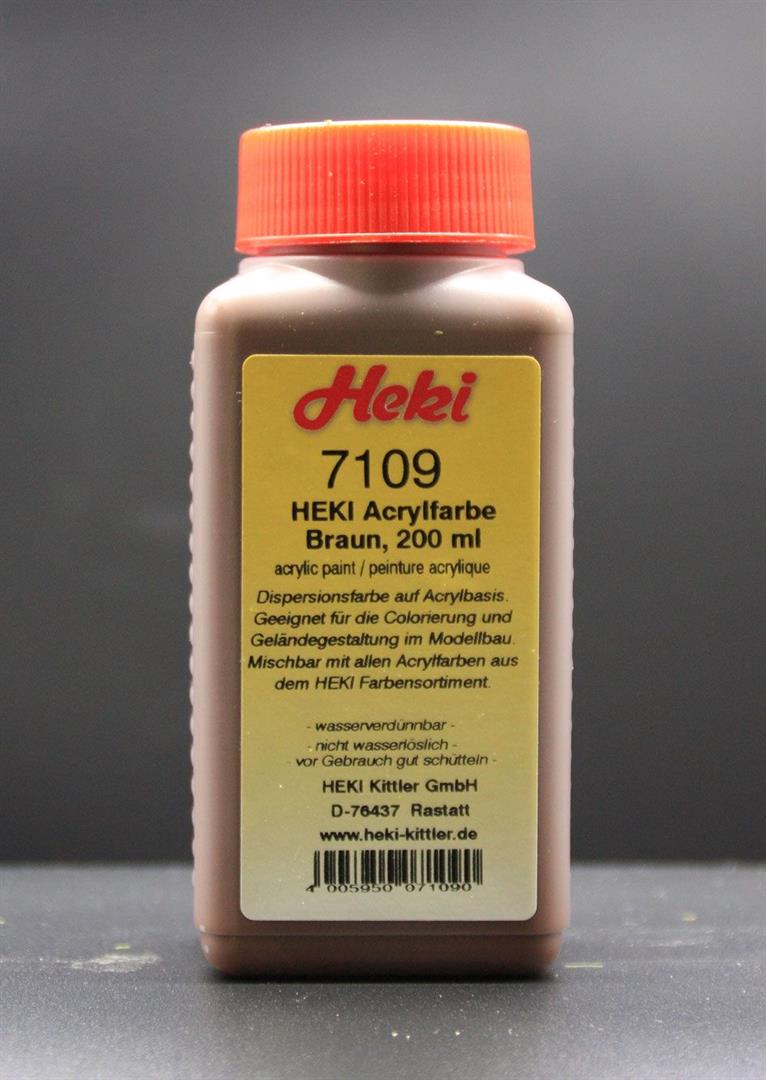 Heki
7109
HEKI Acrylfarbe
Braun, 200 ml
acrylic paint / peinture acrylique
Dispersionsfarbe auf Acrylbasis.
Geeignet für die Colorierung und
Geländegestaltung im Modellbau.
Mischbar mit allen Acrylfarben aus
dem HEKI Farbensortiment.
- wasserverdünnbar -
- nicht wasserlöslich -
- vor Gebrauch gut schütteln -
HEKI Kittler GmbH
D-76437 Rastatt
www.heki-kittler.de
4 005950 071090